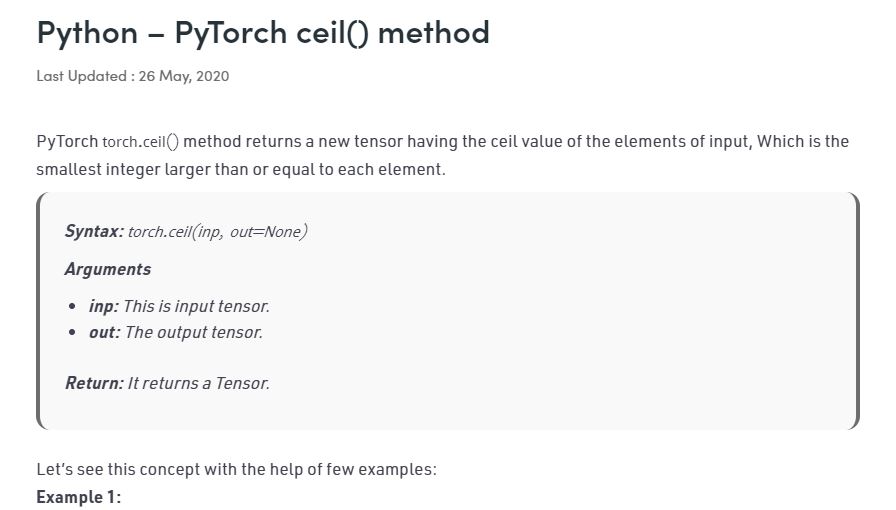 Python – PyTorch ceil() method
Last Updated : 26 May, 2020
PyTorch torch.ceil() method returns a new tensor having the ceil value of the elements of input, Which is the
smallest integer larger than or equal to each element.
Syntax: torch.ceil(inp, out=None)
Arguments
• inp: This is input tensor.
• out: The output tensor.
Return: It returns a Tensor.
Let’s see this concept with the help of few examples:
Example 1: